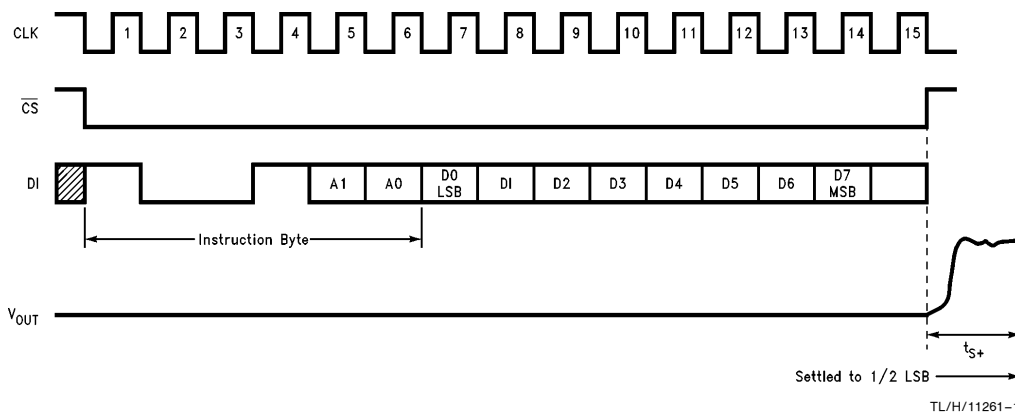 CLK 1 2 3 4 5 6 7 8 9 10 11 12 13 14 15
CS
DI A1 A0 D0 LSB DI D2 D3 D4 D5 D6 D7 MSB
Instruction Byte
VOUT
tS+
Settled to 1/2 LSB